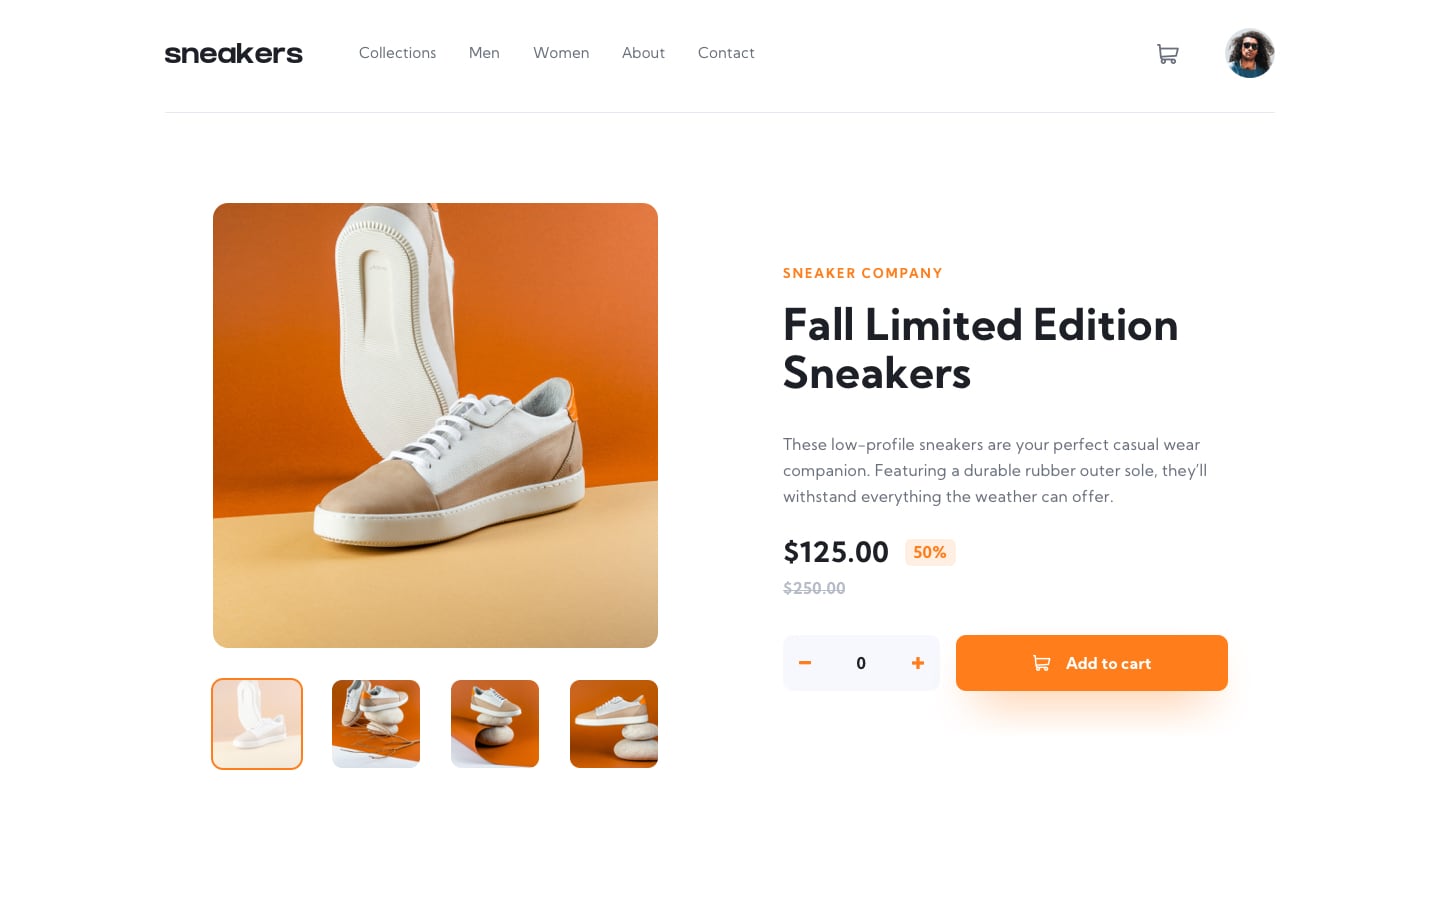 sneakers
Collections Men Women About Contact
SNEAKER COMPANY
Fall Limited Edition
Sneakers
These low-profile sneakers are your perfect casual wear
companion. Featuring a durable rubber outer sole, they’ll
withstand everything the weather can offer.
$125.00 50%
$250.00
0 Add to cart